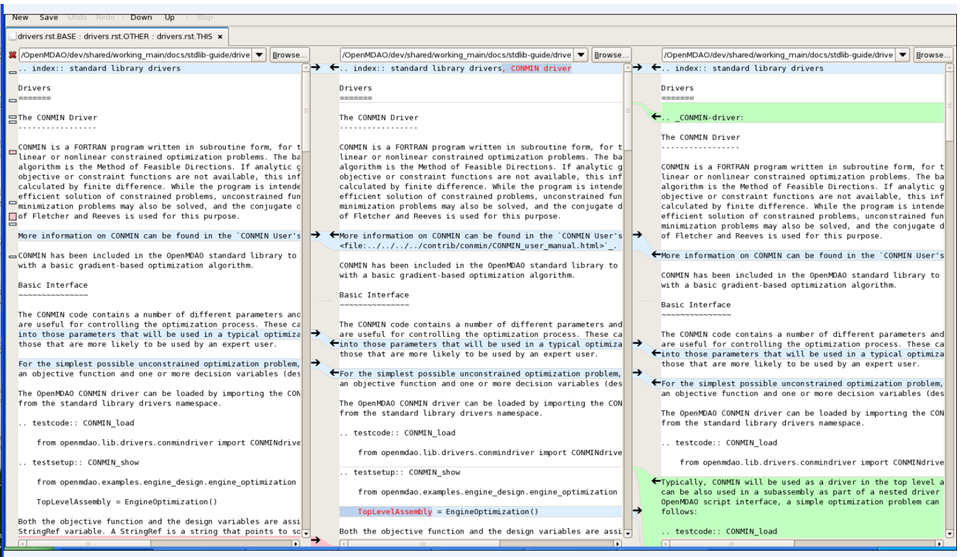 New Save Undo Redo Down Up Stop
drivers.rst.BASE : drivers.rst.OTHER : drivers.rst.THIS
/OpenMDAO/dev/shared/working_main/docs/stdlib-guide/drive Browse...
.. index:: standard library drivers
Drivers
=======
The CONMIN Driver
----------------
CONMIN is a FORTRAN program written in subroutine form, for t
linear or nonlinear constrained optimization problems. The ba
algorithm is the Method of Feasible Directions. If analytic g
objective or constraint functions are not available, this inf
calculated by finite difference. While the program is intende
efficient solution of constrained problems, unconstrained fun
minimization problems may also be solved, and the conjugate d
of Fletcher and Reeves is used for this purpose.
More information on CONMIN can be found in the `CONMIN User's
CONMIN has been included in the OpenMDAO standard library to
with a basic gradient-based optimization algorithm.
Basic Interface
~~~~~~~~~~~~~~~
The CONMIN code contains a number of different parameters and
are useful for controlling the optimization process. These ca
into those parameters that will be used in a typical optimiza
those that are more likely to be used by an expert user.
For the simplest possible unconstrained optimization problem,
an objective function and one or more decision variables (des
The OpenMDAO CONMIN driver can be loaded by importing the CON
from the standard library drivers namespace.
.. testcode:: CONMIN_load
from openmdao.lib.drivers.conmindriver import CONMINdrive
.. testsetup:: CONMIN_show
from openmdao.examples.engine_design.engine_optimization
TopLevelAssembly = EngineOptimization()
Both the objective function and the design variables are assi
StringRef variable. A StringRef is a string that points to sc
/OpenMDAO/dev/shared/working_main/docs/stdlib-guide/drive Browse...
.. index:: standard library drivers, CONMIN driver
Drivers
=======
The CONMIN Driver
----------------
CONMIN is a FORTRAN program written in subroutine form, for t
linear or nonlinear constrained optimization problems. The ba
algorithm is the Method of Feasible Directions. If analytic g
objective or constraint functions are not available, this inf
calculated by finite difference. While the program is intende
efficient solution of constrained problems, unconstrained fun
minimization problems may also be solved, and the conjugate d
of Fletcher and Reeves is used for this purpose.
More information on CONMIN can be found in the `CONMIN User's
<file:../../../../contrib/conmin/CONMIN_user_manual.html>`_.
CONMIN has been included in the OpenMDAO standard library to
with a basic gradient-based optimization algorithm.
Basic Interface
~~~~~~~~~~~~~~~
The CONMIN code contains a number of different parameters and
are useful for controlling the optimization process. These ca
into those parameters that will be used in a typical optimiza
those that are more likely to be used by an expert user.
For the simplest possible unconstrained optimization problem,
an objective function and one or more decision variables (des
The OpenMDAO CONMIN driver can be loaded by importing the CON
from the standard library drivers namespace.
.. testcode:: CONMIN_load
from openmdao.lib.drivers.conmindriver import CONMINdrive
.. testsetup:: CONMIN_show
from openmdao.examples.engine_design.engine_optimization
TopLevelAssembly = EngineOptimization()
Both the objective function and the design variables are assi
/OpenMDAO/dev/shared/working_main/docs/stdlib-guide/drive Browse...
.. index:: standard library drivers
Drivers
=======
.. _CONMIN-driver:
The CONMIN Driver
----------------
CONMIN is a FORTRAN program written in subroutine form, for t
linear or nonlinear constrained optimization problems. The ba
algorithm is the Method of Feasible Directions. If analytic g
objective or constraint functions are not available, this inf
calculated by finite difference. While the program is intende
efficient solution of constrained problems, unconstrained fun
minimization problems may also be solved, and the conjugate d
of Fletcher and Reeves is used for this purpose.
More information on CONMIN can be found in the `CONMIN User's
CONMIN has been included in the OpenMDAO standard library to
with a basic gradient-based optimization algorithm.
Basic Interface
~~~~~~~~~~~~~~~
The CONMIN code contains a number of different parameters and
are useful for controlling the optimization process. These ca
into those parameters that will be used in a typical optimiza
those that are more likely to be used by an expert user.
For the simplest possible unconstrained optimization problem,
an objective function and one or more decision variables (des
The OpenMDAO CONMIN driver can be loaded by importing the CON
from the standard library drivers namespace.
.. testcode:: CONMIN_load
from openmdao.lib.drivers.conmindriver import CONMINdrive
Typically, CONMIN will be used as a driver in the top level a
can be also used in a subassembly as part of a nested driver
OpenMDAO script interface, a simple optimization problem can
follows:
.. testcode:: CONMIN_load